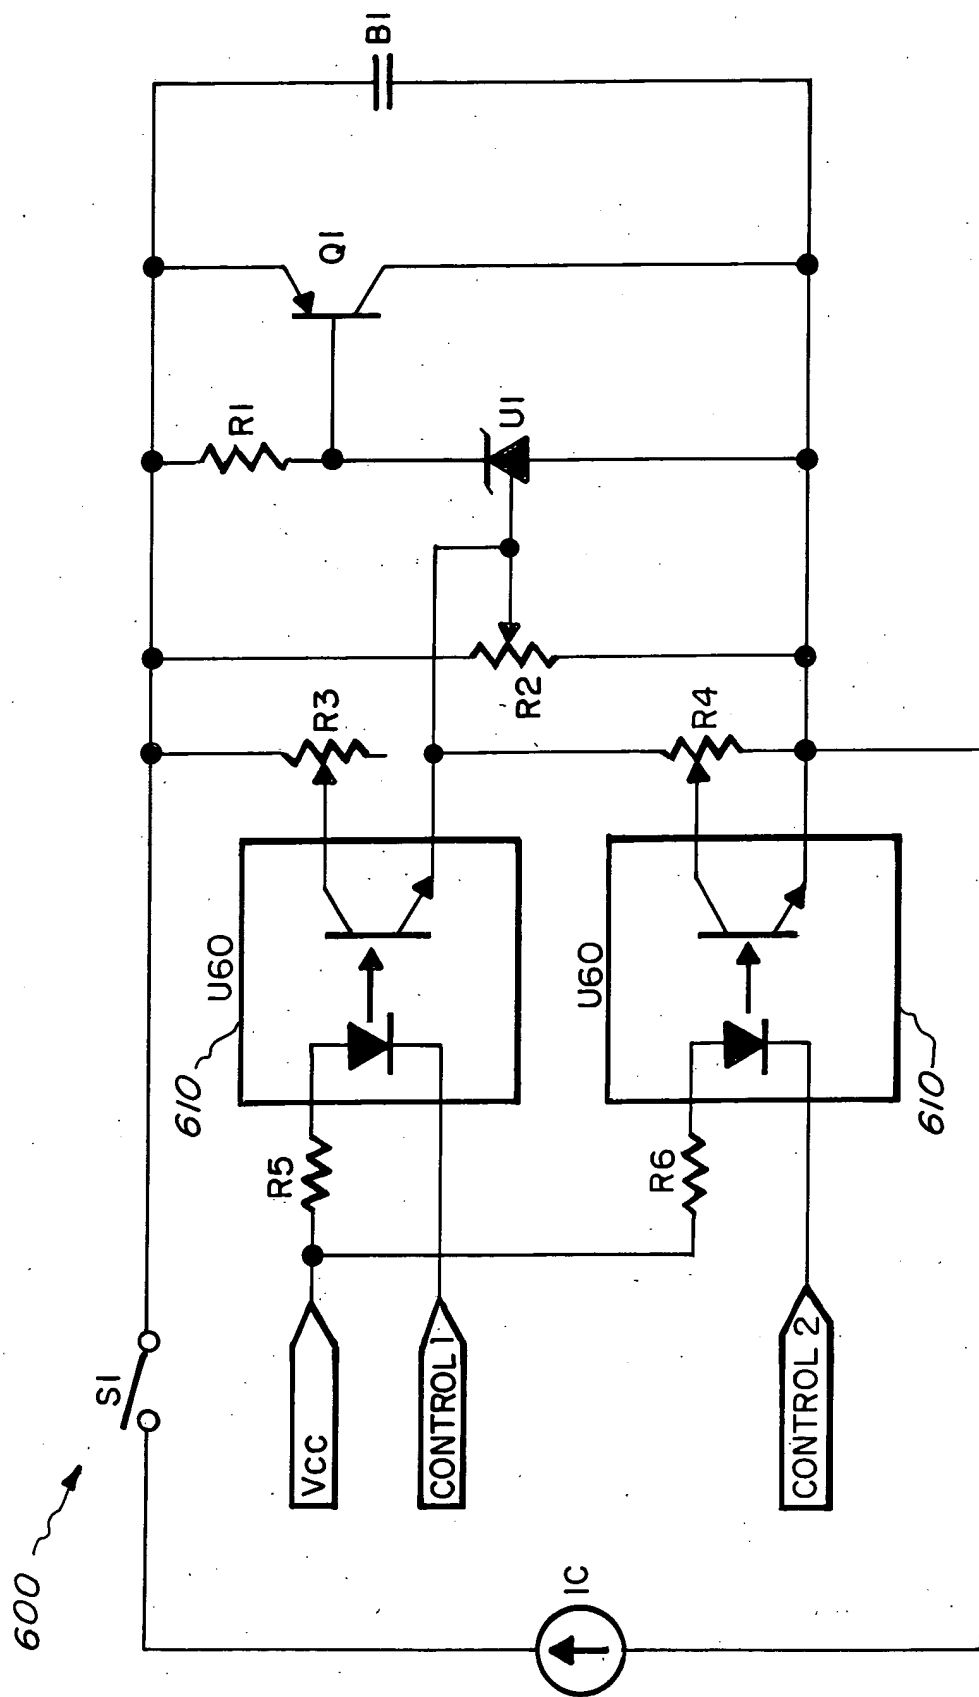 600
S1
B1
Q1
R1
U1
R3
R2
R4
U60
610
U60
610
R5
R6
VCC
CONTROL 1
CONTROL 2
IC